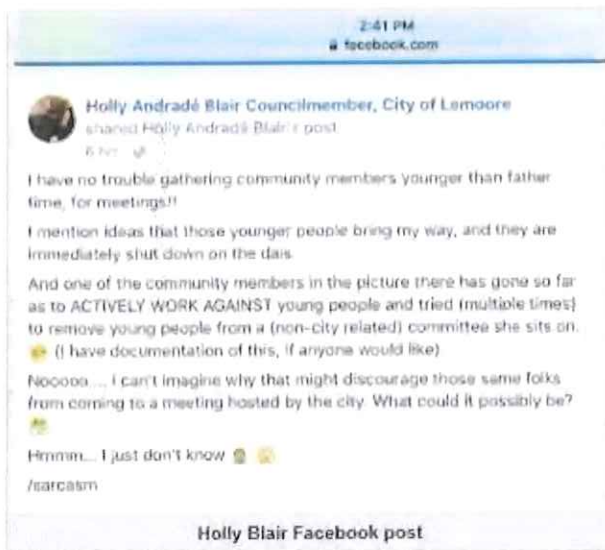 2:41 PM
facebook.com
Holly Andradé Blair Councilmember, City of Lemoore
shared Holly Andradé Blair's post
6 hrs
I have no trouble gathering community members younger than father
time, for meetings!!
I mention ideas that those younger people bring my way, and they are
immediately shut down on the dais.
And one of the community members in the picture there has gone so far
as to ACTIVELY WORK AGAINST young people and tried (multiple times)
to remove young people from a (non-city related) committee she sits on.
(I have documentation of this, if anyone would like)
Nooooo.... I can't imagine why that might discourage those same folks
from coming to a meeting hosted by the city. What could it possibly be?
Hmmm... I just don't know
/sarcasm
Holly Blair Facebook post